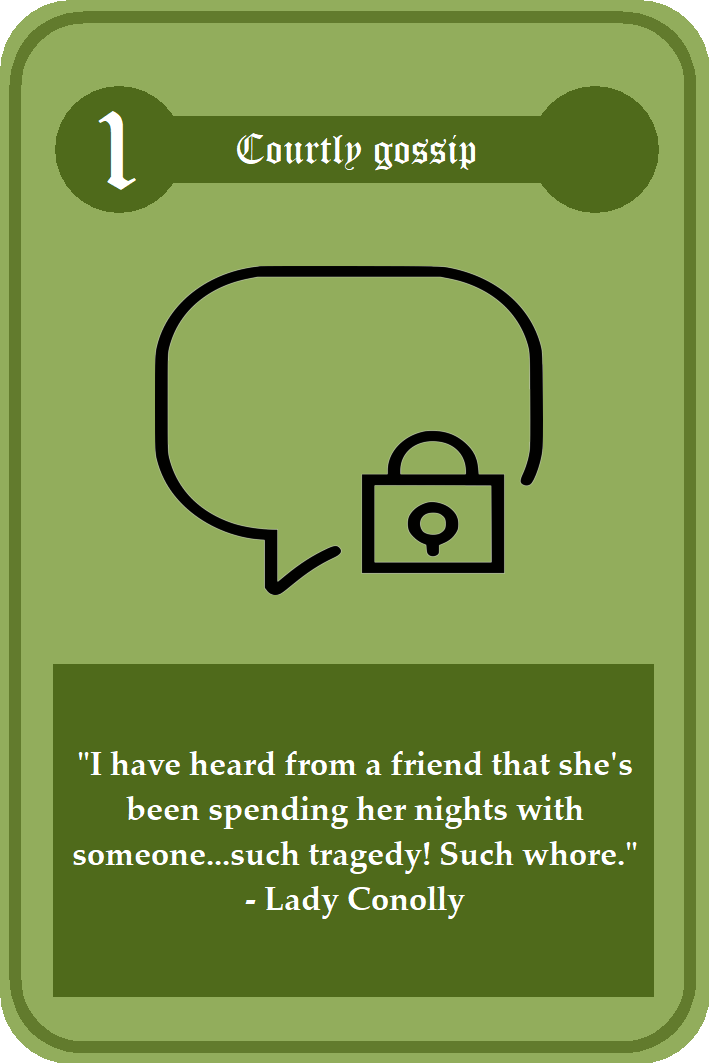 1
Courtly gossip
"I have heard from a friend that she's
been spending her nights with
someone...such tragedy! Such whore."
- Lady Conolly